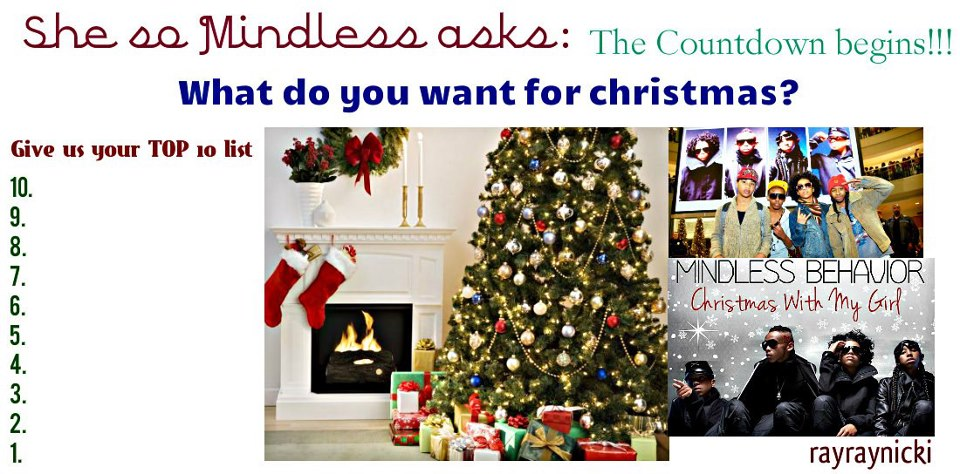 She so Mindless asks: The Countdown begins!!!
What do you want for christmas?
Give us your TOP 10 list
10.
9.
8.
7.
6.
5.
4.
3.
2.
1.
MINDLESS BEHAVIOR
Christmas With My Girl
rayraynicki